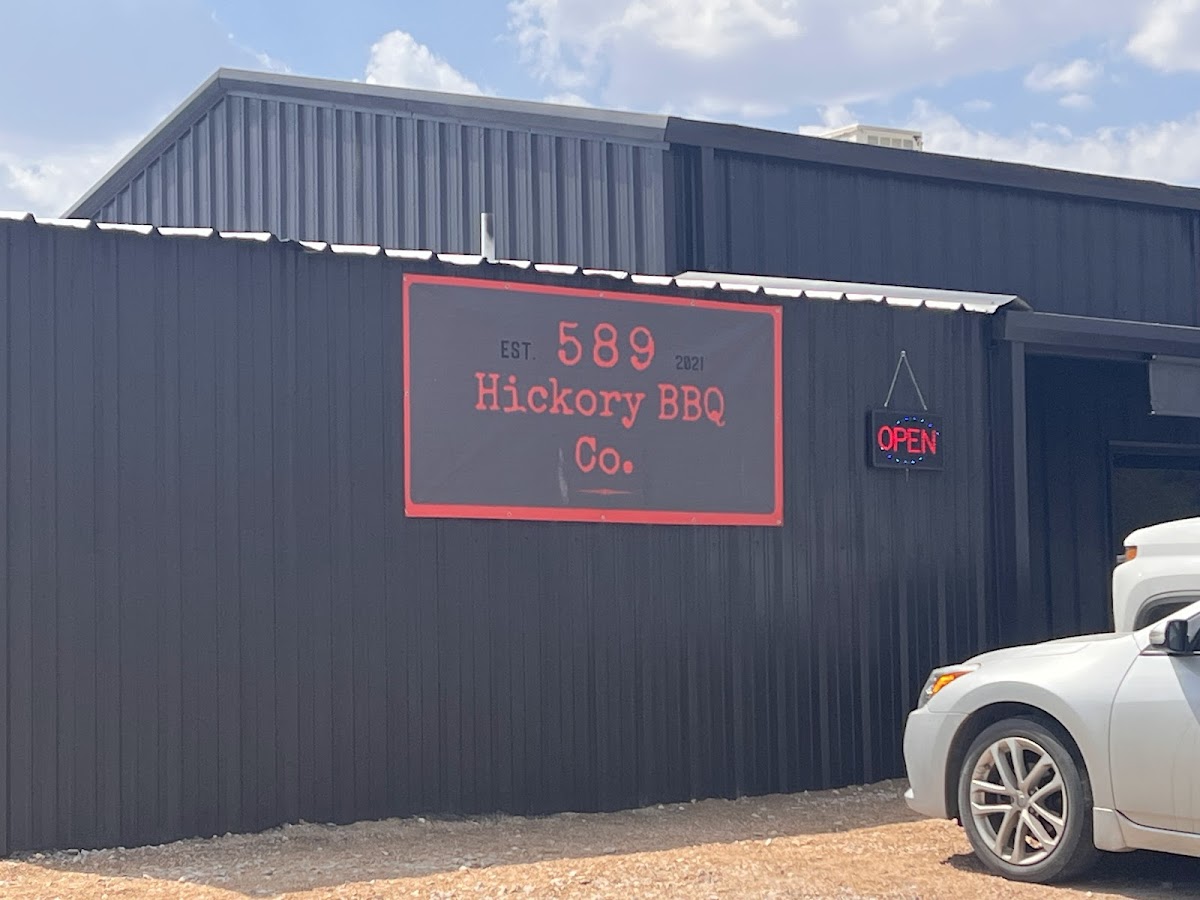 EST. 589 2021
Hickory BBQ
Co.
OPEN